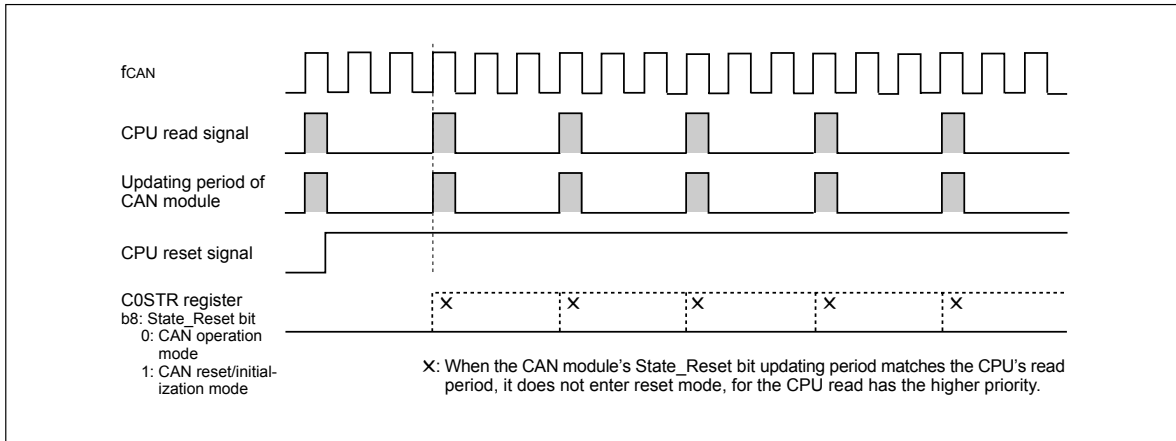 fCAN
CPU read signal
Updating period of
CAN module
CPU reset signal
C0STR register
b8: State_Reset bit
0: CAN operation
mode
1: CAN reset/initial-
ization mode
×: When the CAN module's State_Reset bit updating period matches the CPU's read
period, it does not enter reset mode, for the CPU read has the higher priority.